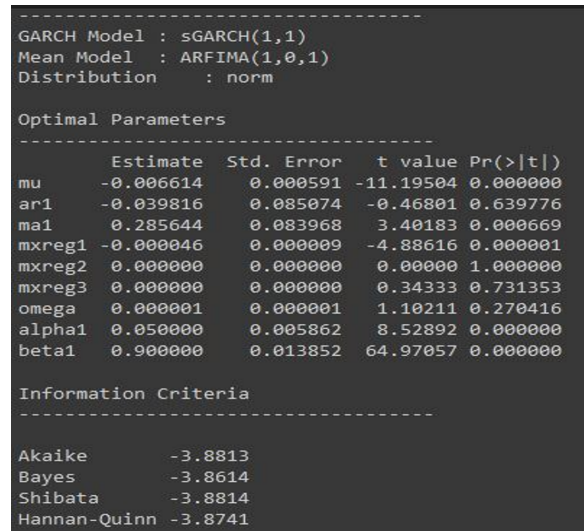 ------------------------------------
GARCH Model : sGARCH(1,1)
Mean Model : ARFIMA(1,0,1)
Distribution : norm
Optimal Parameters
------------------------------------
Estimate Std. Error t value Pr(>|t|)
mu -0.006614 0.000591 -11.19504 0.000000
ar1 -0.039816 0.085074 -0.46801 0.639776
ma1 0.285644 0.083968 3.40183 0.000669
mxreg1 -0.000046 0.000009 -4.88616 0.000001
mxreg2 0.000000 0.000000 0.00000 1.000000
mxreg3 0.000000 0.000000 0.34333 0.731353
omega 0.000001 0.000001 1.10211 0.270416
alpha1 0.050000 0.005862 8.52892 0.000000
beta1 0.900000 0.013852 64.97057 0.000000
Information Criteria
------------------------------------
Akaike -3.8813
Bayes -3.8614
Shibata -3.8814
Hannan-Quinn -3.8741